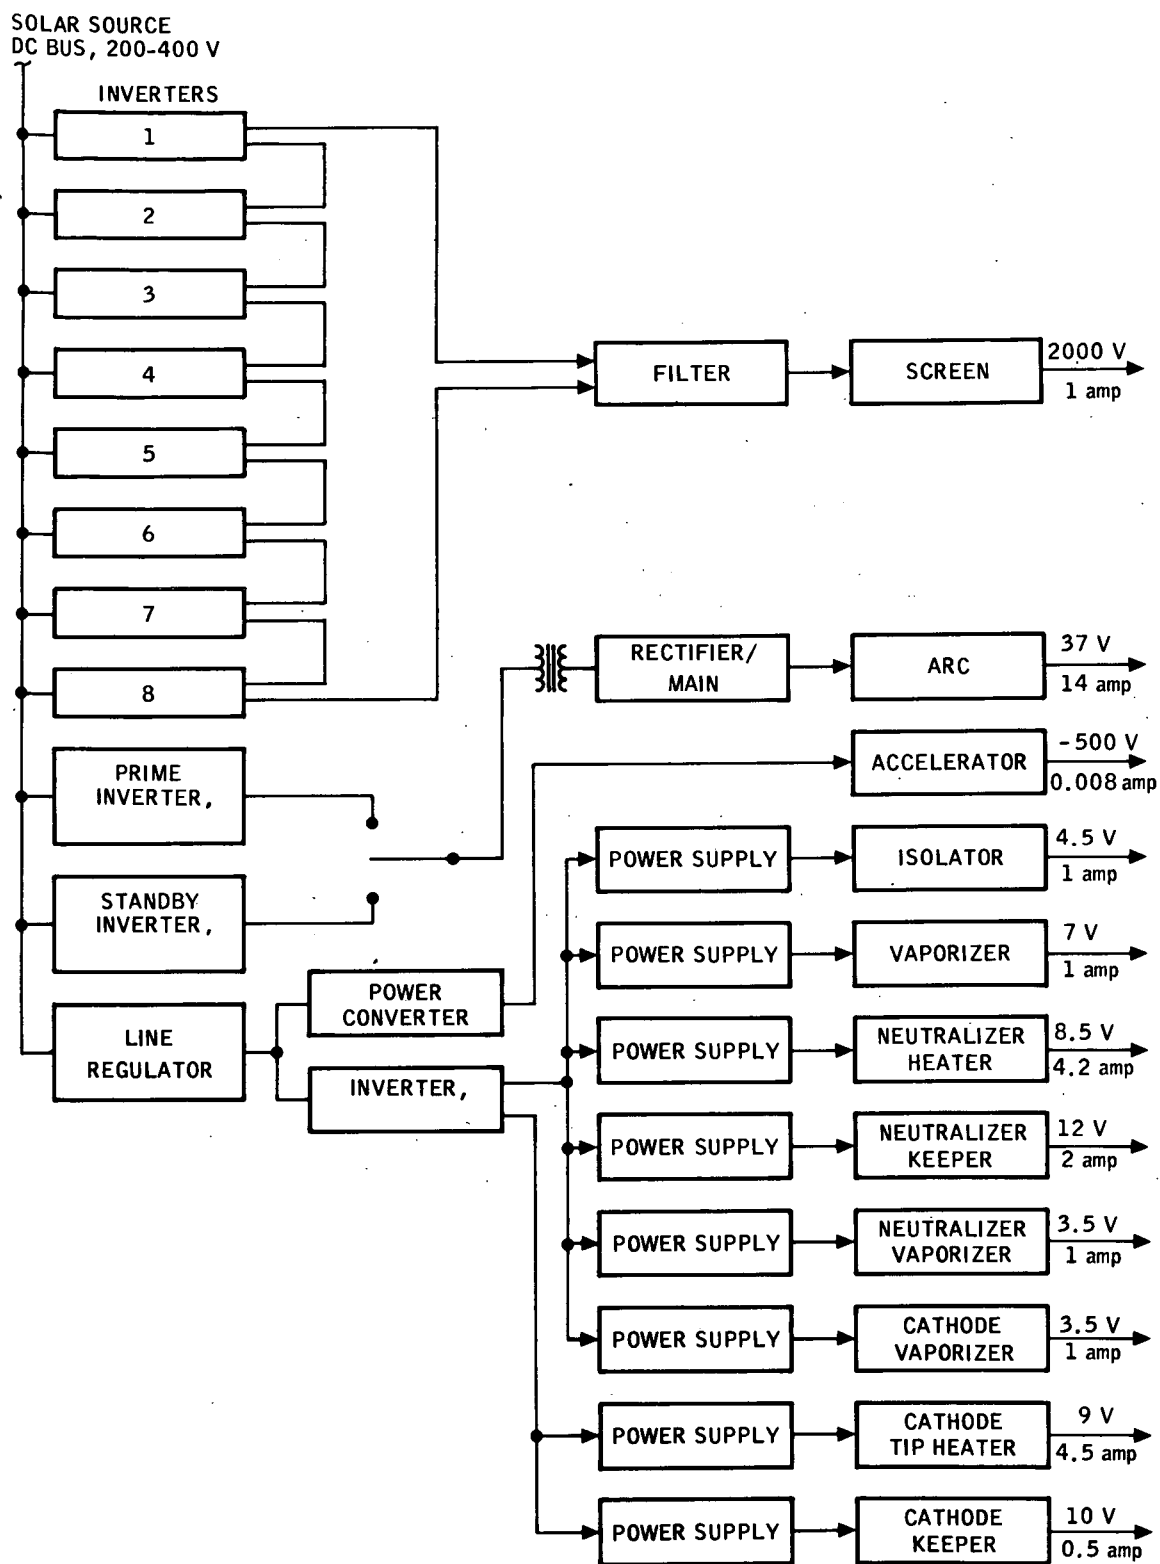 SOLAR SOURCE
DC BUS, 200-400 V
INVERTERS
1
2
3
4
5
6
7
8
FILTER
SCREEN
2000 V
1 amp
RECTIFIER/
MAIN
ARC
37 V
14 amp
PRIME
INVERTER,
ACCELERATOR
-500 V
0.008 amp
STANDBY
INVERTER,
POWER SUPPLY
ISOLATOR
4.5 V
1 amp
POWER SUPPLY
VAPORIZER
7 V
1 amp
LINE
REGULATOR
POWER
CONVERTER
INVERTER,
POWER SUPPLY
NEUTRALIZER
HEATER
8.5 V
4.2 amp
POWER SUPPLY
NEUTRALIZER
KEEPER
12 V
2 amp
POWER SUPPLY
NEUTRALIZER
VAPORIZER
3.5 V
1 amp
POWER SUPPLY
CATHODE
VAPORIZER
3.5 V
1 amp
POWER SUPPLY
CATHODE
TIP HEATER
9 V
4.5 amp
POWER SUPPLY
CATHODE
KEEPER
10 V
0.5 amp